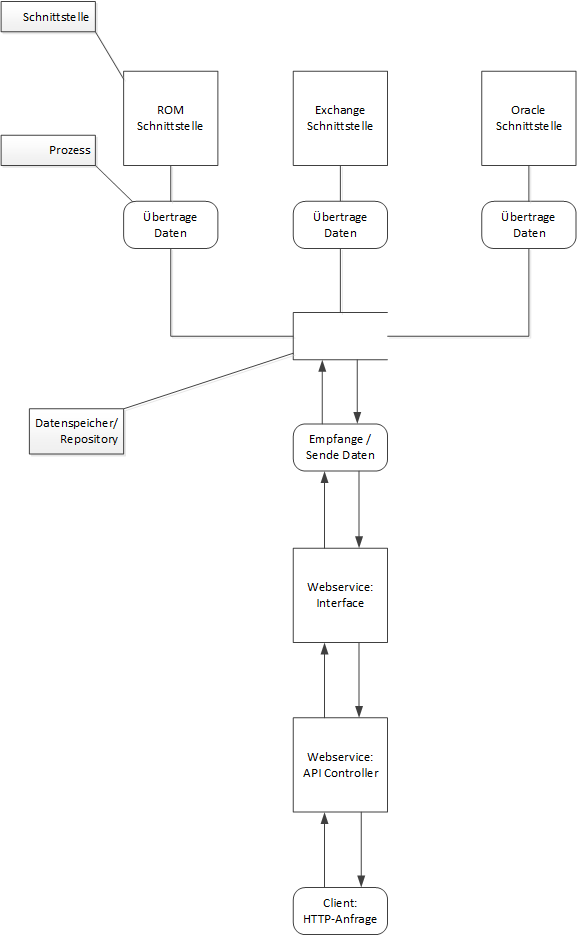 Schnittstelle
ROM
Schnittstelle
Exchange
Schnittstelle
Oracle
Schnittstelle
Prozess
Übertrage
Daten
Übertrage
Daten
Übertrage
Daten
Datenspeicher/
Repository
Empfange /
Sende Daten
Webservice:
Interface
Webservice:
API Controller
Client:
HTTP-Anfrage